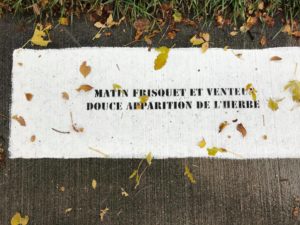 MATIN FRISQUET ET VENTEUX
DOUCE APPARITION DE L'HERBE